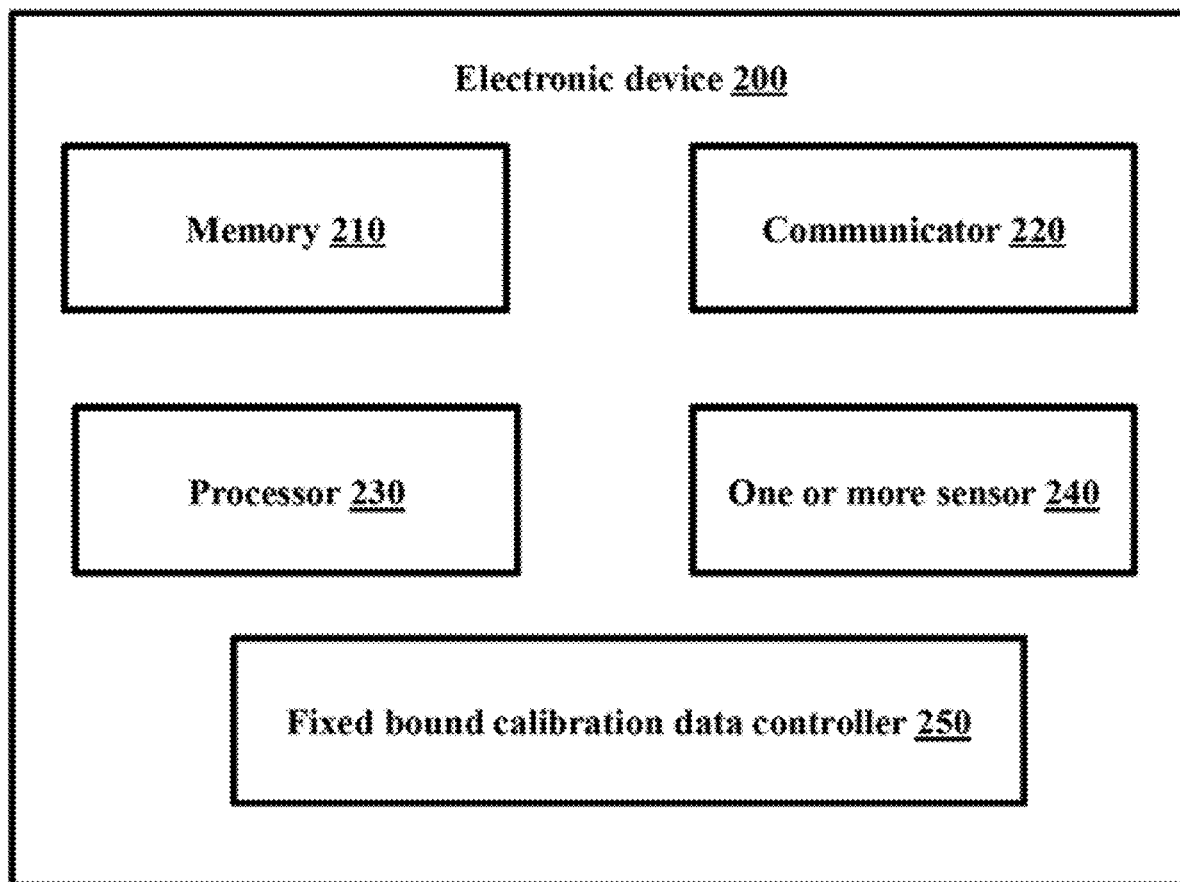 Electronic device 200
Memory 210
Communicator 220
Processor 230
One or more sensor 240
Fixed bound calibration data controller 250